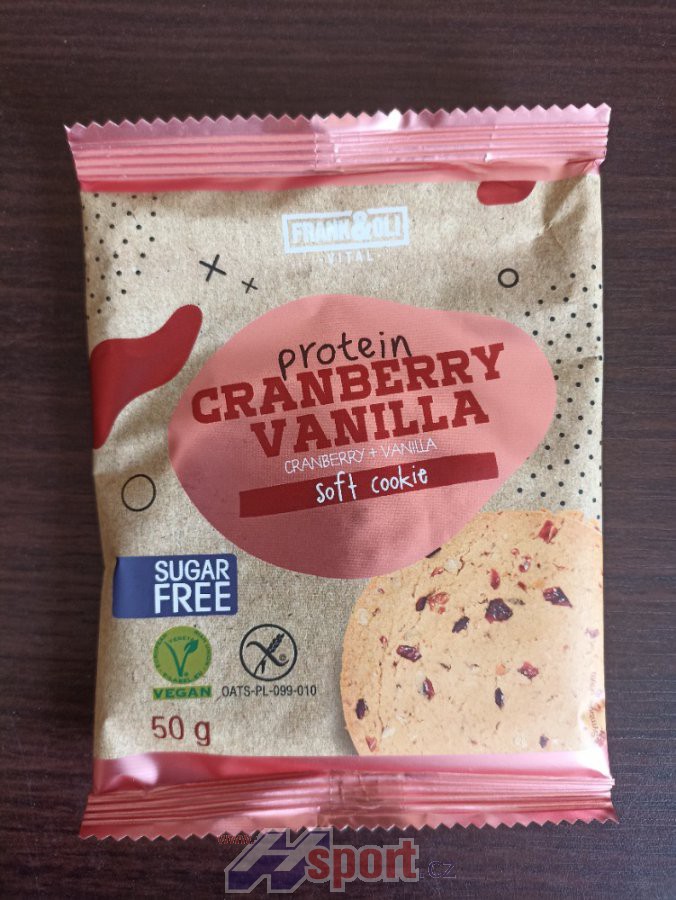 FRANK&OLI
VITAL
protein
CRANBERRY
VANILLA
CRANBERRY + VANILLA
soft cookie
SUGAR
FREE
VEGAN
OATS-PL-099-010
50 g
Hsport.cz